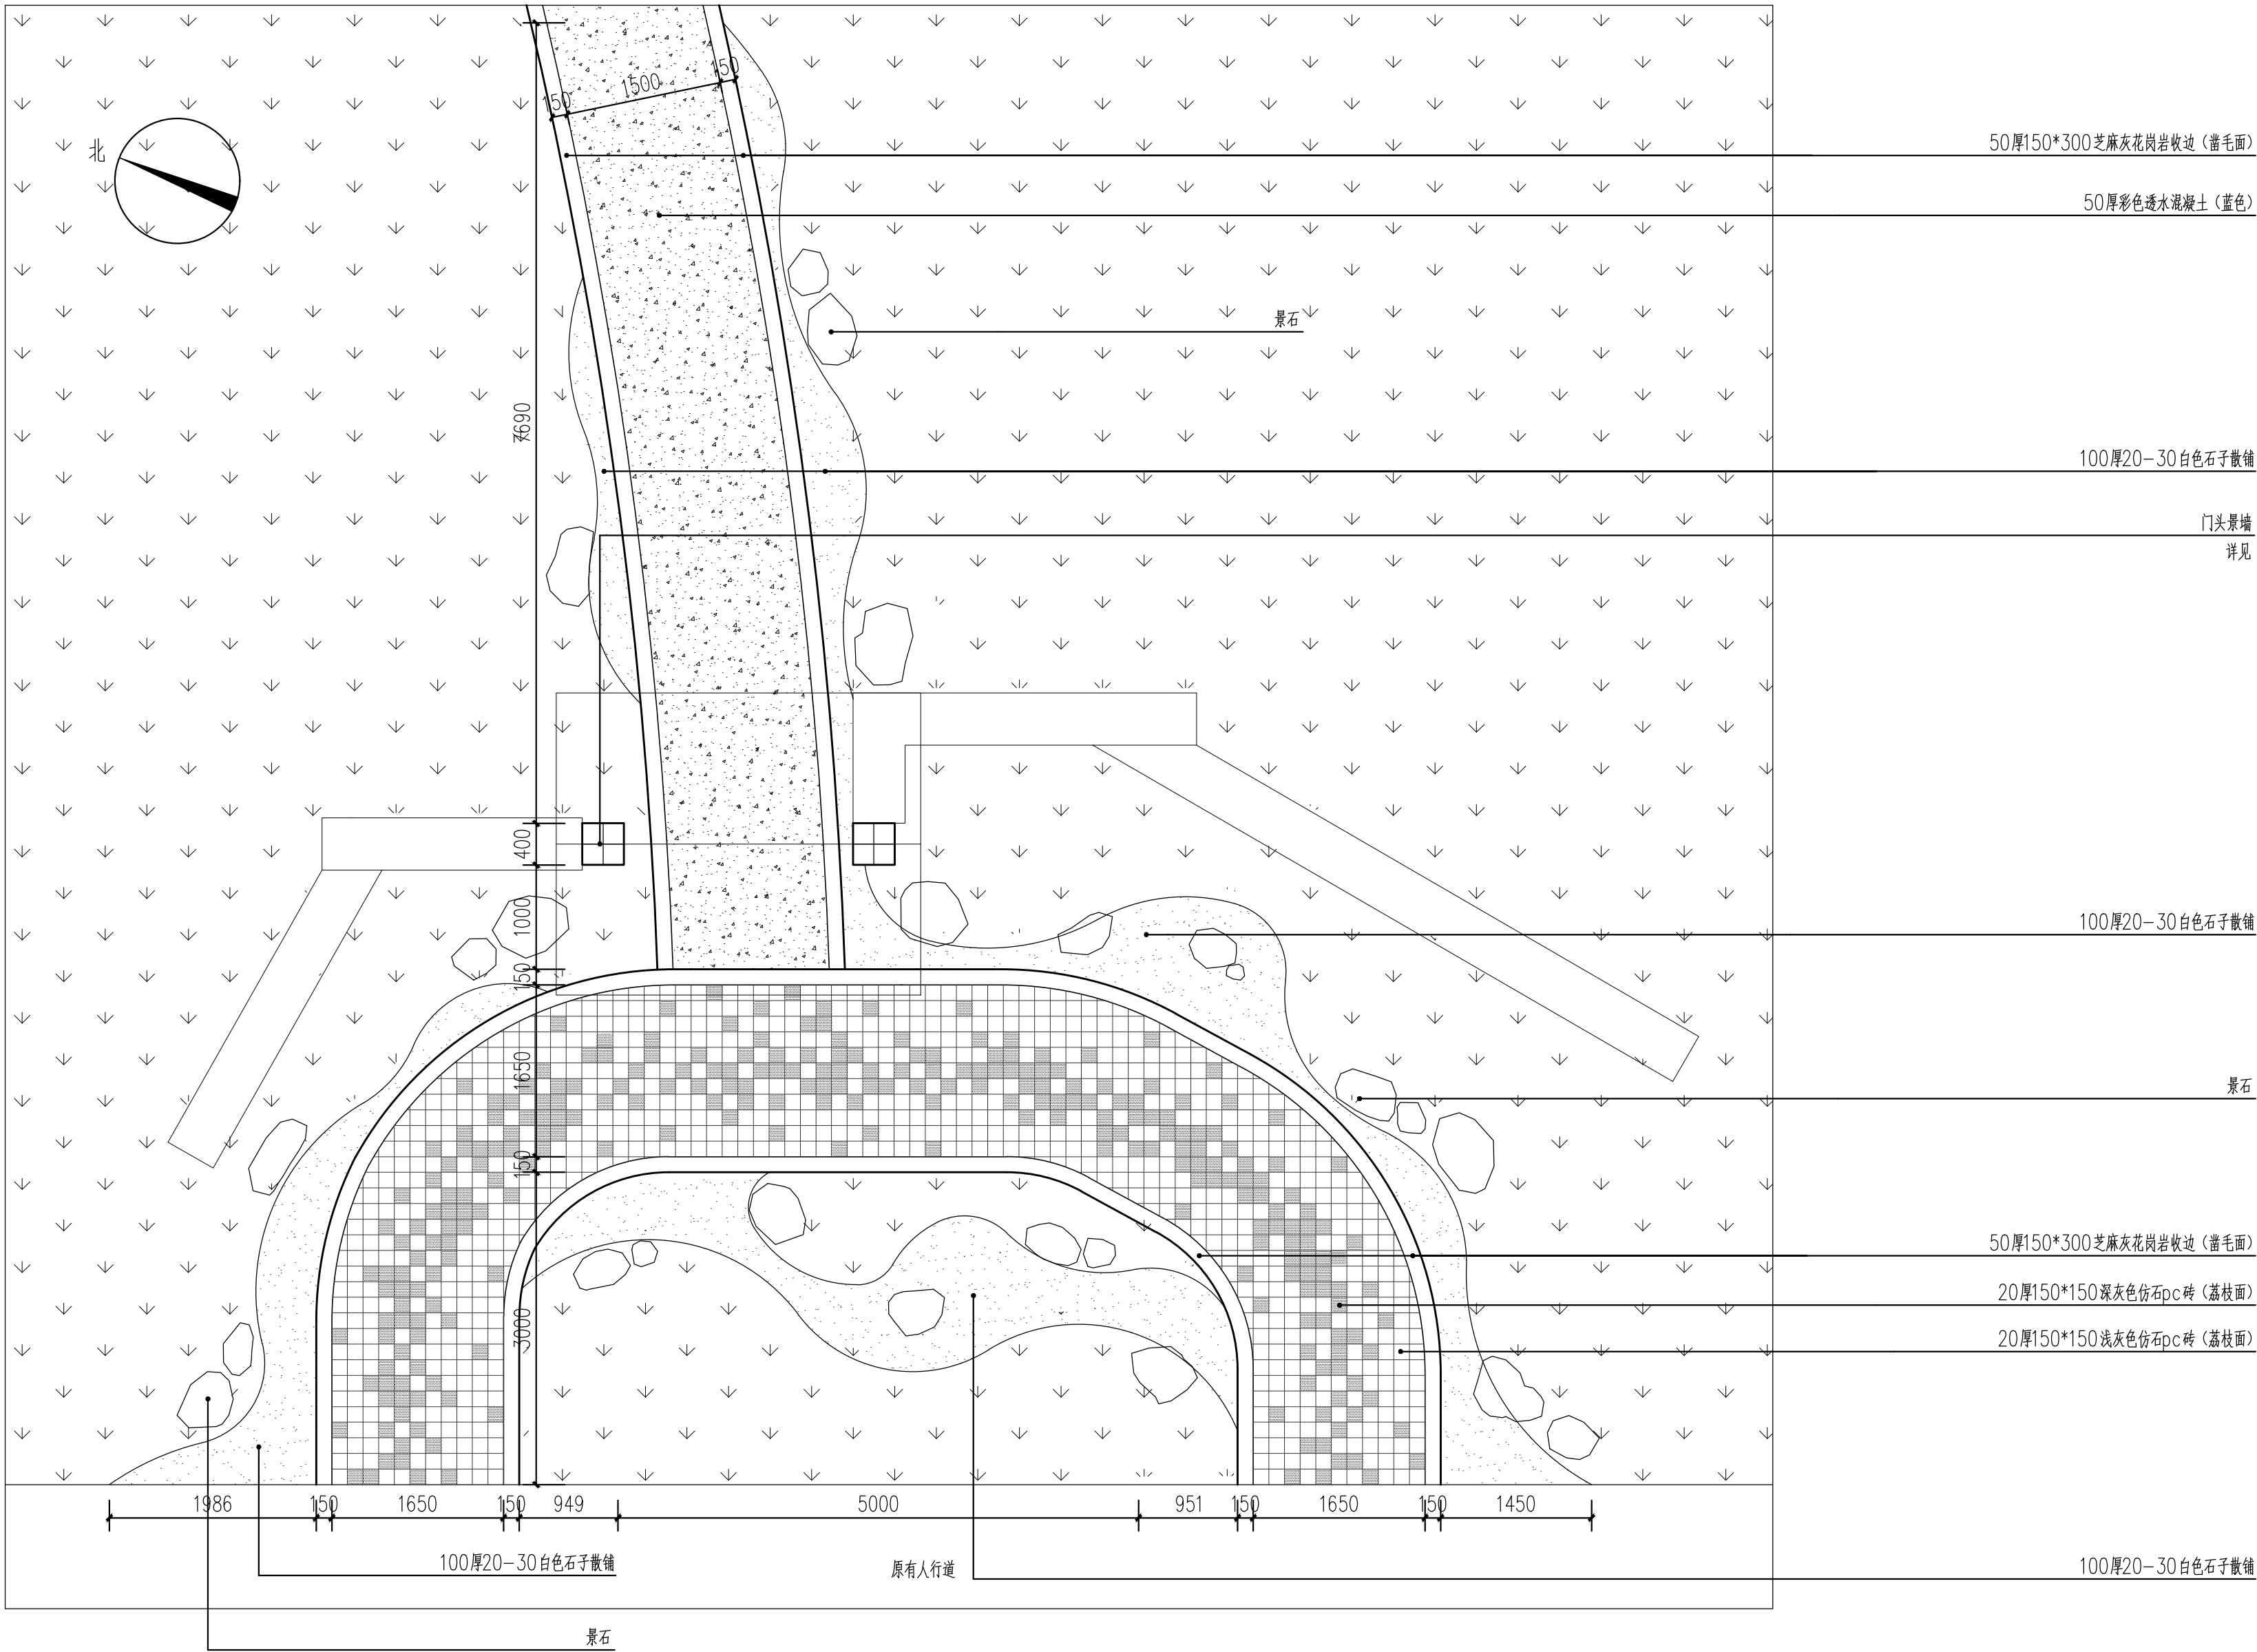 150
1500
150
北
50厚150*300芝麻灰花岗岩收边（凿毛面）
50厚彩色透水混凝土（蓝色）
景石
7690
100厚20-30白色石子散铺
门头景墙
详见
400
1000
100厚20-30白色石子散铺
150
1650
景石
150
50厚150*300芝麻灰花岗岩收边（凿毛面）
20厚150*150深灰色仿石pc砖（荔枝面）
3000
20厚150*150浅灰色仿石pc砖（荔枝面）
1986 150 1650 150 949 5000 951 150 1650 150 1450
100厚20-30白色石子散铺
原有人行道
100厚20-30白色石子散铺
景石